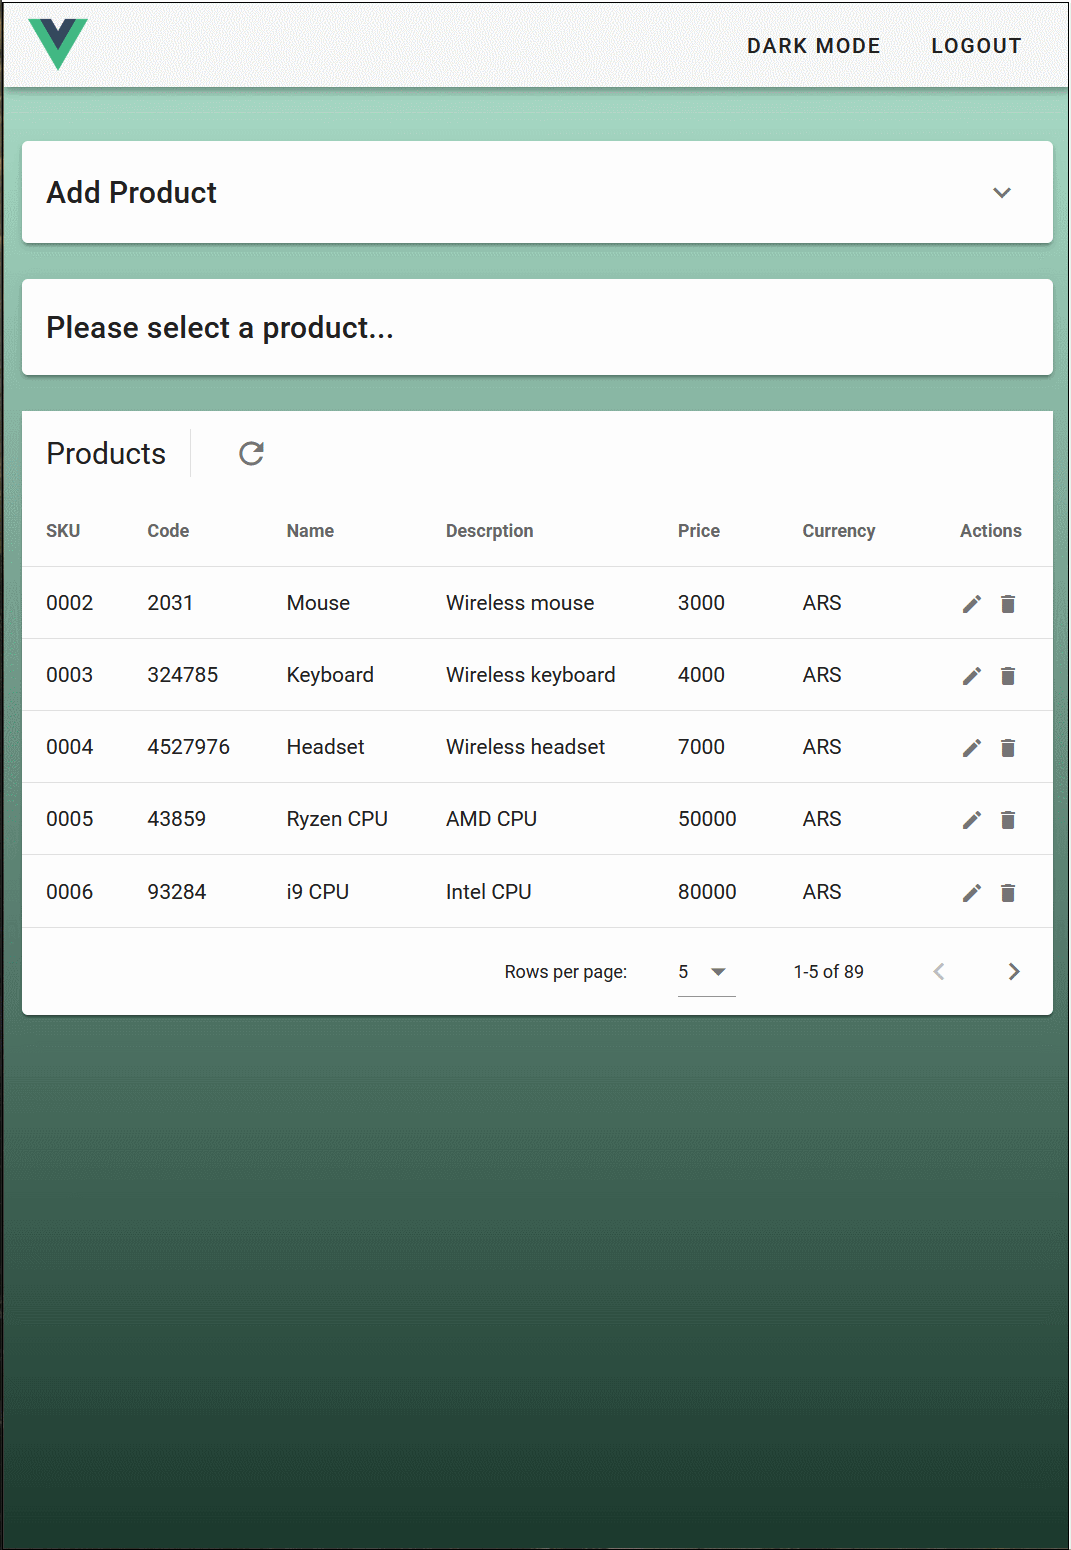 DARK MODE LOGOUT
Add Product
Please select a product...
Products
SKU Code Name Descrption Price Currency Actions
0002 2031 Mouse Wireless mouse 3000 ARS
0003 324785 Keyboard Wireless keyboard 4000 ARS
0004 4527976 Headset Wireless headset 7000 ARS
0005 43859 Ryzen CPU AMD CPU 50000 ARS
0006 93284 i9 CPU Intel CPU 80000 ARS
Rows per page: 5 1-5 of 89